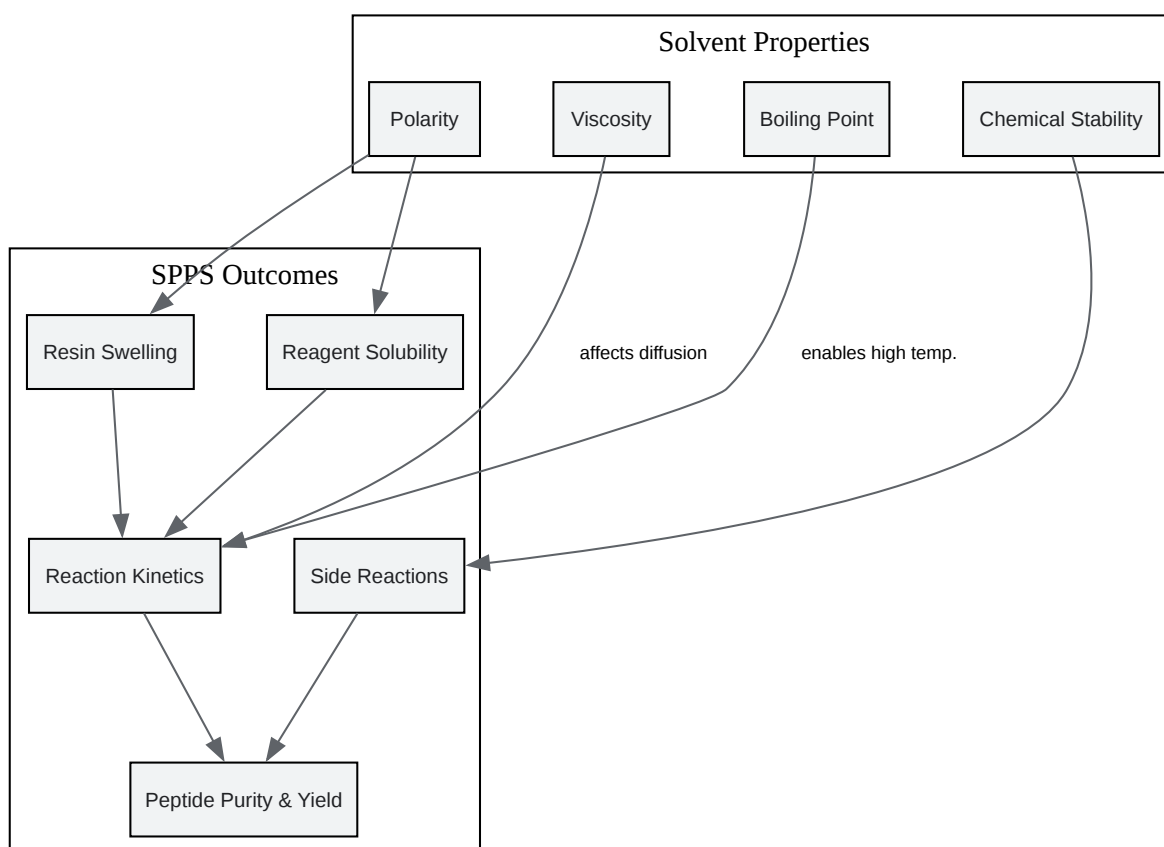 Solvent Properties
Polarity
Viscosity
Boiling Point
Chemical Stability
SPPS Outcomes
Resin Swelling
Reagent Solubility
affects diffusion
enables high temp.
Reaction Kinetics
Side Reactions
Peptide Purity & Yield